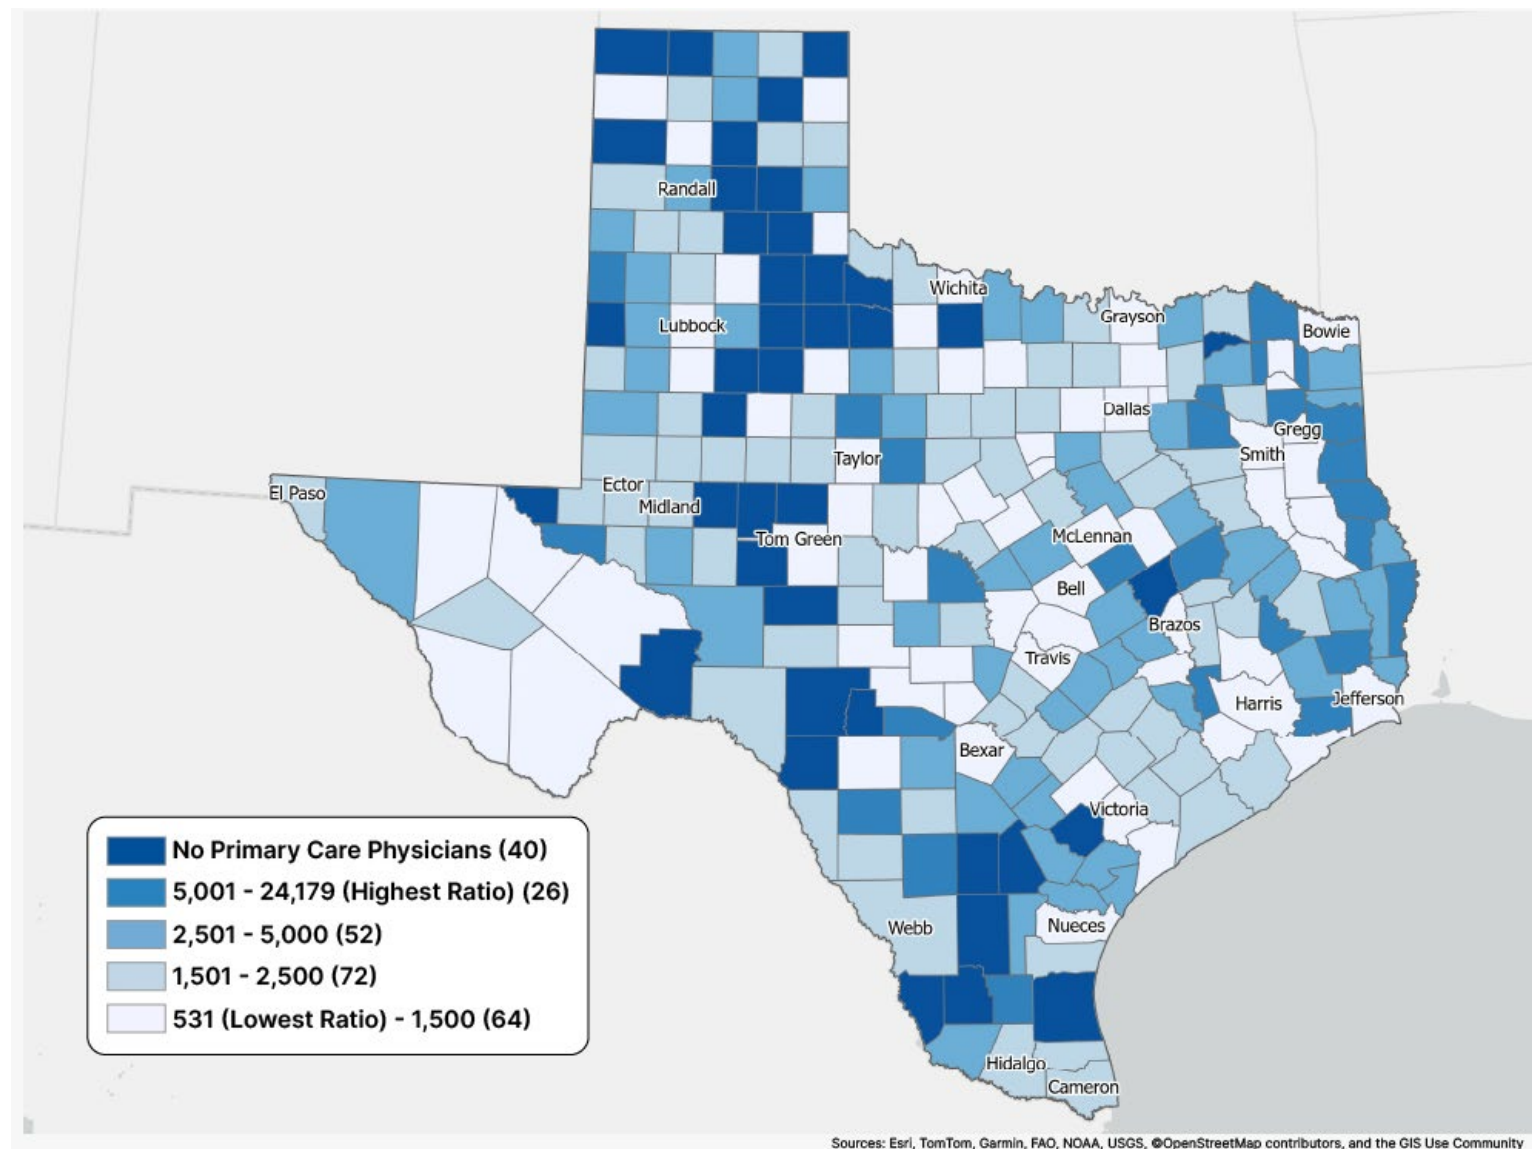 Randall
Wichita
Grayson
Bowie
Lubbock
Dallas
Gregg
Smith
Taylor
Ector
Midland
El Paso
Tom Green
McLennan
Bell
Brazos
Travis
Harris
Jefferson
Bexar
Victoria
Webb
Nueces
Hidalgo
Cameron
No Primary Care Physicians (40)
5,001 - 24,179 (Highest Ratio) (26)
2,501 - 5,000 (52)
1,501 - 2,500 (72)
531 (Lowest Ratio) - 1,500 (64)
Sources: Esri, TomTom, Garmin, FAO, NOAA, USGS, ©OpenStreetMap contributors, and the GIS Use Community